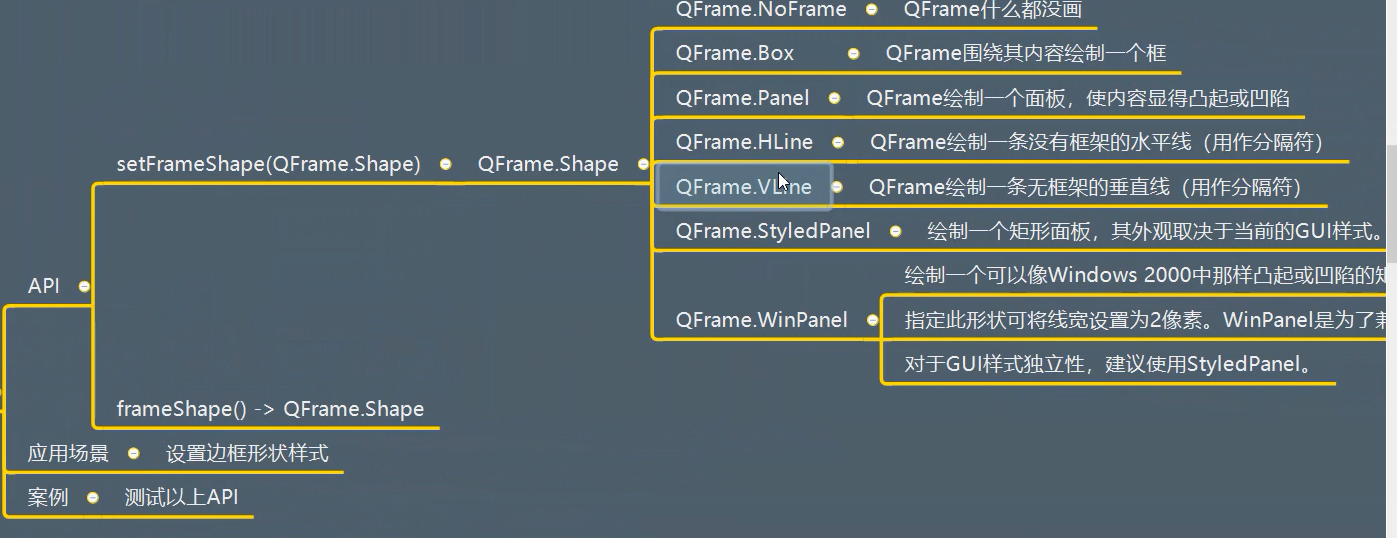 QFrame.NoFrame QFrame什么都没画
QFrame.Box QFrame围绕其内容绘制一个框
QFrame.Panel QFrame绘制一个面板，使内容显得凸起或凹陷
QFrame.HLine QFrame绘制一条没有框架的水平线（用作分隔符）
setFrameShape(QFrame.Shape) QFrame.Shape
QFrame.VLine QFrame绘制一条无框架的垂直线（用作分隔符）
QFrame.StyledPanel 绘制一个矩形面板，其外观取决于当前的GUI样式。
绘制一个可以像Windows 2000中那样凸起或凹陷的
API
QFrame.WinPanel 指定此形状可将线宽设置为2像素。WinPanel是为了
对于GUI样式独立性，建议使用StyledPanel。
frameShape() -> QFrame.Shape
应用场景 设置边框形状样式
案例 测试以上API